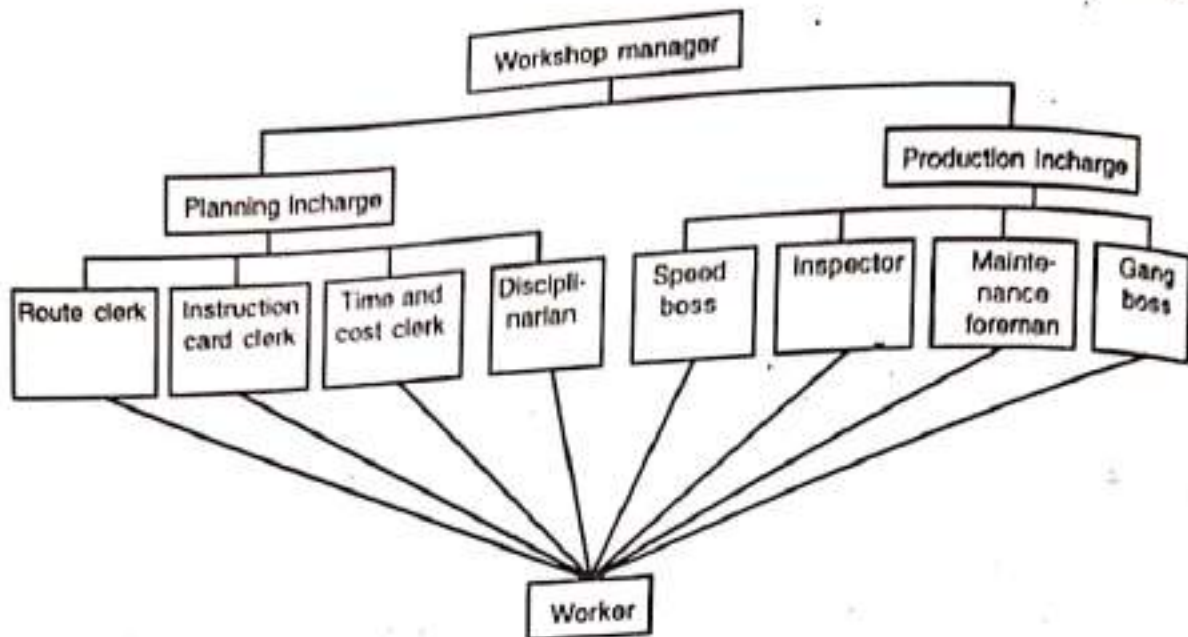 Workshop manager
Production Incharge
Planning Incharge
Route clerk
Instruction
card clerk
Time and
cost clerk
Discipli-
narian
Speed
boss
Inspector
Mainte-
nance
foreman
Gang
boss
Worker